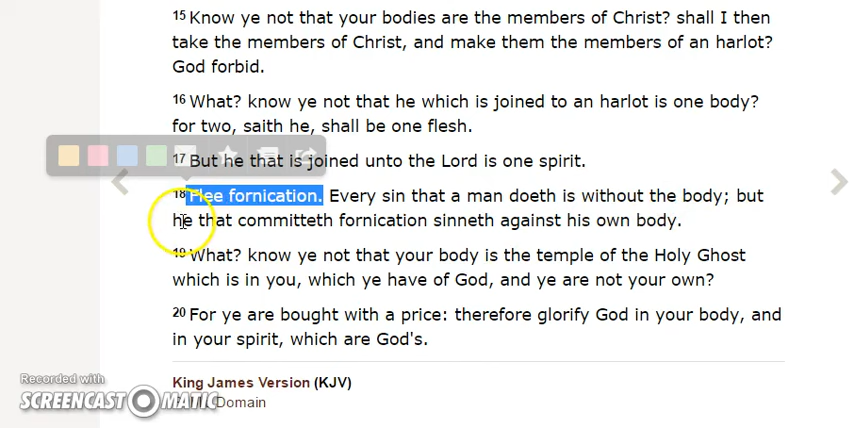 15 Know ye not that your bodies are the members of Christ? shall I then
take the members of Christ, and make them the members of an harlot?
God forbid.
16 What? know ye not that he which is joined to an harlot is one body?
for two, saith he, shall be one flesh.
17 But he that is joined unto the Lord is one spirit.
18 Flee fornication. Every sin that a man doeth is without the body; but
he that committeth fornication sinneth against his own body.
19 What? know ye not that your body is the temple of the Holy Ghost
which is in you, which ye have of God, and ye are not your own?
20 For ye are bought with a price: therefore glorify God in your body, and
in your spirit, which are God's.
King James Version (KJV)
Public Domain
Recorded with
SCREENCAST MATIC